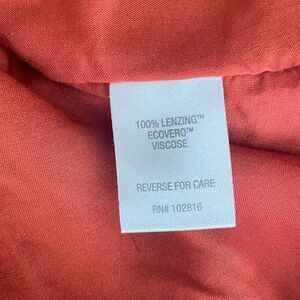 100% LENZING™
ECOVERO™
VISCOSE
REVERSE FOR CARE
RN# 102816